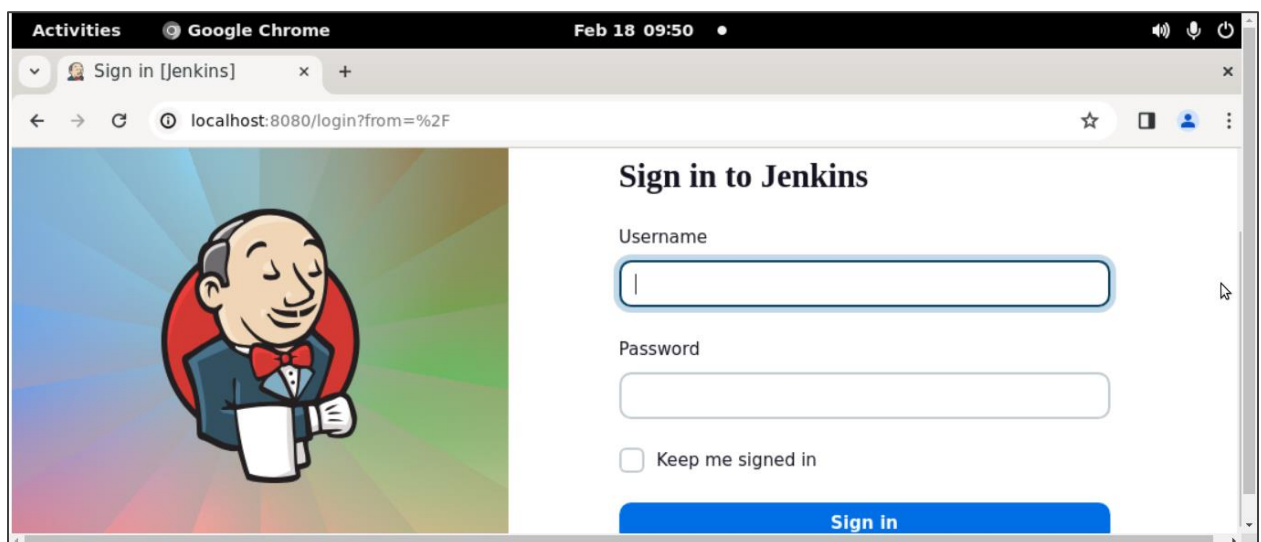 Activities Google Chrome Feb 18 09:50
Sign in [Jenkins]
localhost:8080/login?from=%2F
Sign in to Jenkins
Username
Password
Keep me signed in
Sign in